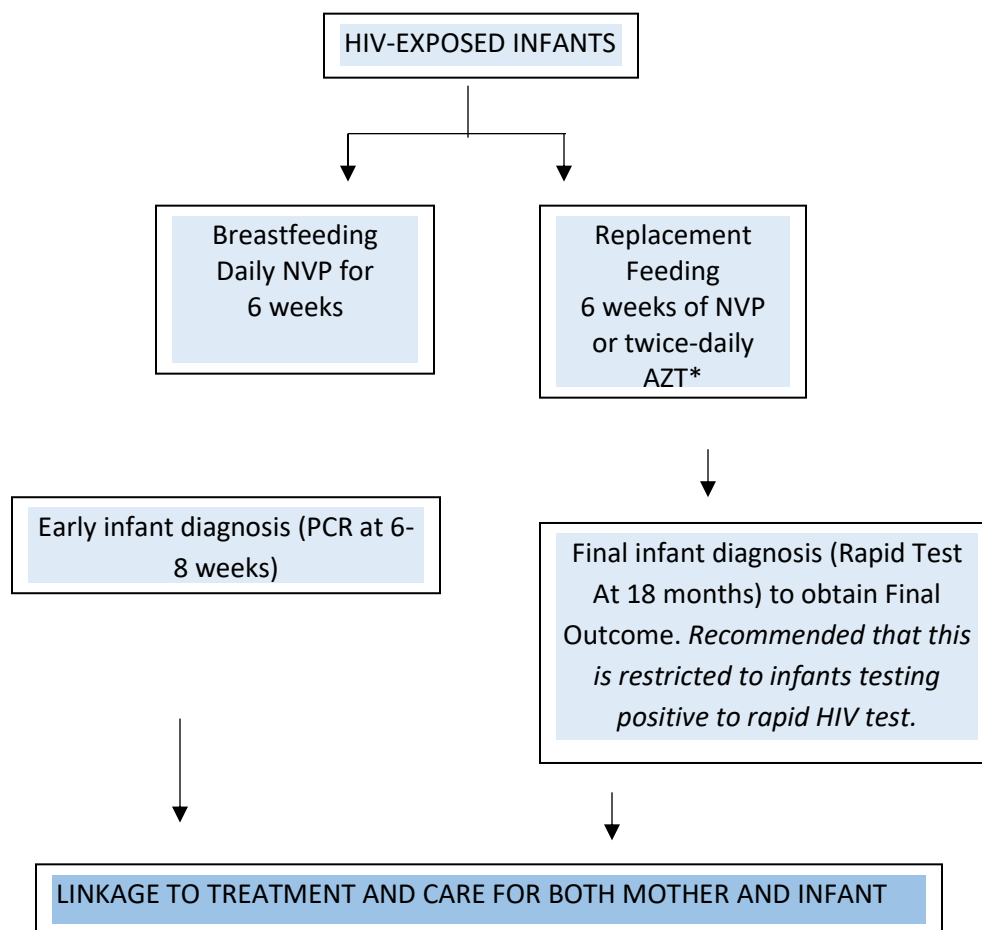 HIV-EXPOSED INFANTS
Breastfeeding
Daily NVP for
6 weeks
Replacement
Feeding
6 weeks of NVP
or twice-daily
AZT*
Early infant diagnosis (PCR at 6-
8 weeks)
Final infant diagnosis (Rapid Test
At 18 months) to obtain Final
Outcome. Recommended that this
is restricted to infants testing
positive to rapid HIV test.
LINKAGE TO TREATMENT AND CARE FOR BOTH MOTHER AND INFANT